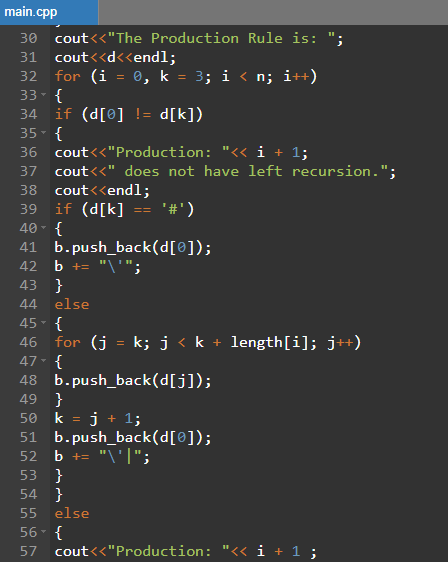 main.cpp
30 cout<<"The Production Rule is: ";
31 cout<<d<<endl;
32 for (i = 0, k = 3; i < n; i++)
33 {
34 if (d[0] != d[k])
35 {
36 cout<<"Production: "<< i + 1;
37 cout<<" does not have left recursion.";
38 cout<<endl;
39 if (d[k] == '#')
40 {
41 b.push_back(d[0]);
42 b += "\'";
43 }
44 else
45 {
46 for (j = k; j < k + length[i]; j++)
47 {
48 b.push_back(d[j]);
49 }
50 k = j + 1;
51 b.push_back(d[0]);
52 b += "\'|";
53 }
54 }
55 else
56 {
57 cout<<"Production: "<< i + 1 ;